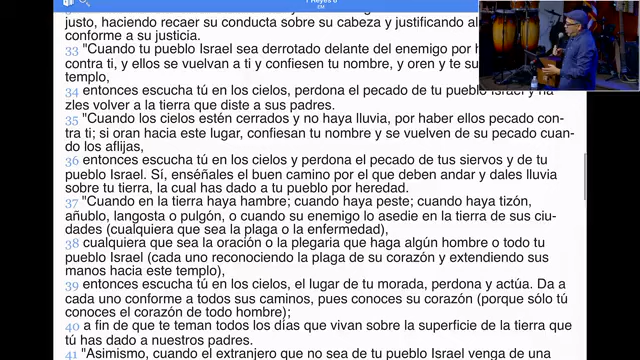 1 Reyes 8
justo, haciendo recaer su conducta sobre su cabeza y justificando al
conforme a su justicia.
33 "Cuando tu pueblo Israel sea derrotado delante del enemigo por h
contra ti, y ellos se vuelvan a ti y confiesen tu nombre, y oren y te su
templo,
34 entonces escucha tú en los cielos, perdona el pecado de tu pueblo Israel y ha
zles volver a la tierra que diste a sus padres.
35 "Cuando los cielos estén cerrados y no haya lluvia, por haber ellos pecado con-
tra ti; si oran hacia este lugar, confiesan tu nombre y se vuelven de su pecado cuan-
do los aflijas,
36 entonces escucha tú en los cielos y perdona el pecado de tus siervos y de tu
pueblo Israel. Sí, enséñales el buen camino por el que deben andar y dales lluvia
sobre tu tierra, la cual has dado a tu pueblo por heredad.
37 "Cuando en la tierra haya hambre; cuando haya peste; cuando haya tizón,
añublo, langosta o pulgón, o cuando su enemigo lo asedie en la tierra de sus ciu-
dades (cualquiera que sea la plaga o la enfermedad),
38 cualquiera que sea la oración o la plegaria que haga algún hombre o todo tu
pueblo Israel (cada uno reconociendo la plaga de su corazón y extendiendo sus
manos hacia este templo),
39 entonces escucha tú en los cielos, el lugar de tu morada, perdona y actúa. Da a
cada uno conforme a todos sus caminos, pues conoces su corazón (porque sólo tú
conoces el corazón de todo hombre);
40 a fin de que te teman todos los días que vivan sobre la superficie de la tierra que
tú has dado a nuestros padres.
41 "Asimismo, cuando el extranjero que no sea de tu pueblo Israel venga de una